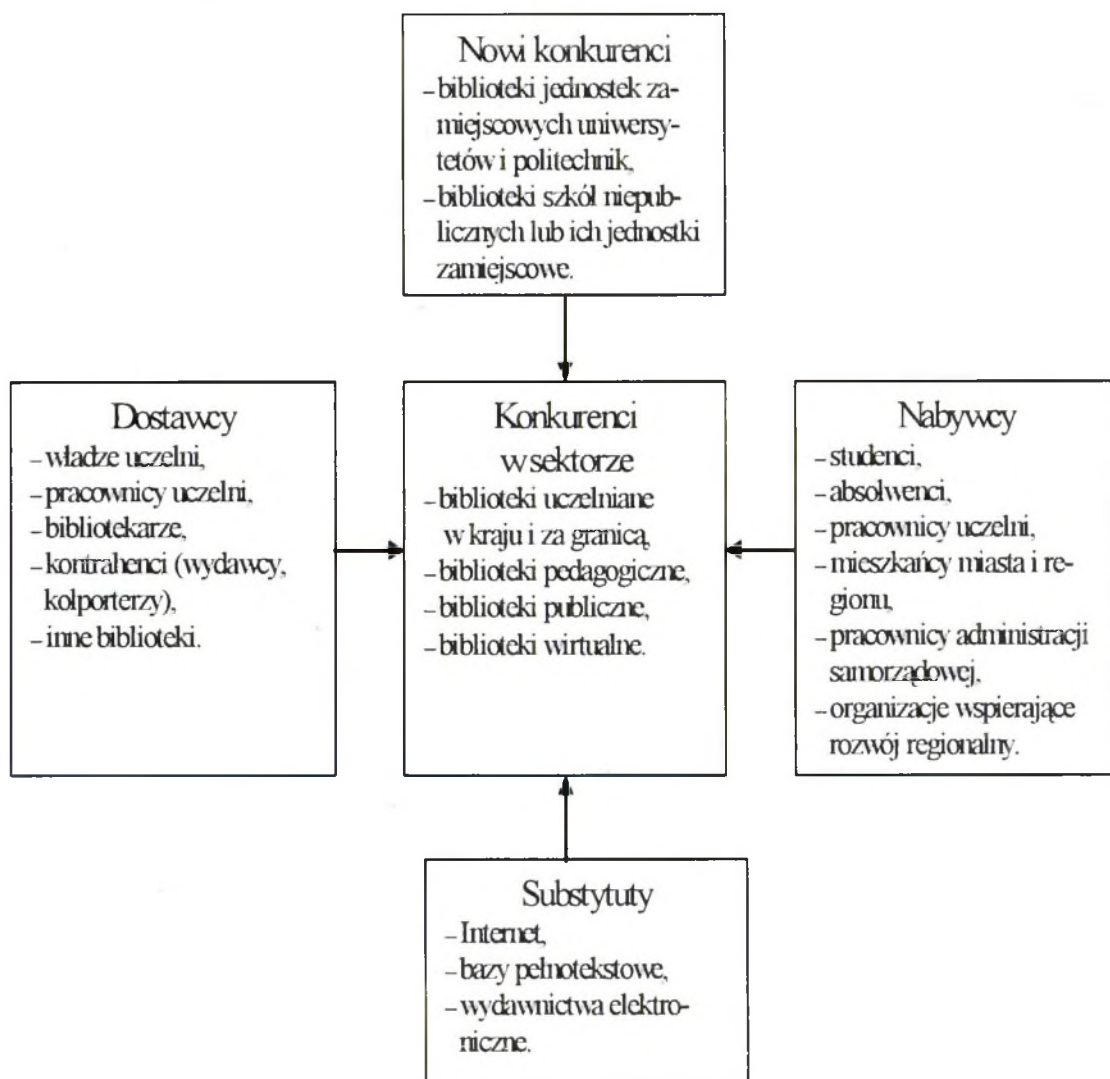 Nowi konkurenci
– biblioteki jednostek za-
miejscowych uniwersy-
tetów i politechnik,
– biblioteki szkół niepub-
licznych lub ich jednostki
zamiejscowe.
Dostawcy
– władze uczelni,
– pracownicy uczelni,
– bibliotekarze,
– kontrahenci (wydawcy,
kolporterzy),
– inne biblioteki.
Konkurenci
w sektorze
– biblioteki uczelniane
w kraju i za granicą,
– biblioteki pedagogiczne,
– biblioteki publiczne,
– biblioteki wirtualne.
Nabywcy
– studenci,
– absolwenci,
– pracownicy uczelni,
– mieszkańcy miasta i re-
gionu,
– pracownicy administracji
samorządowej,
– organizacje wspierające
rozwój regionalny.
Substytuty
– Internet,
– bazy pełnotekstowe,
– wydawnictwa elektro-
niczne.